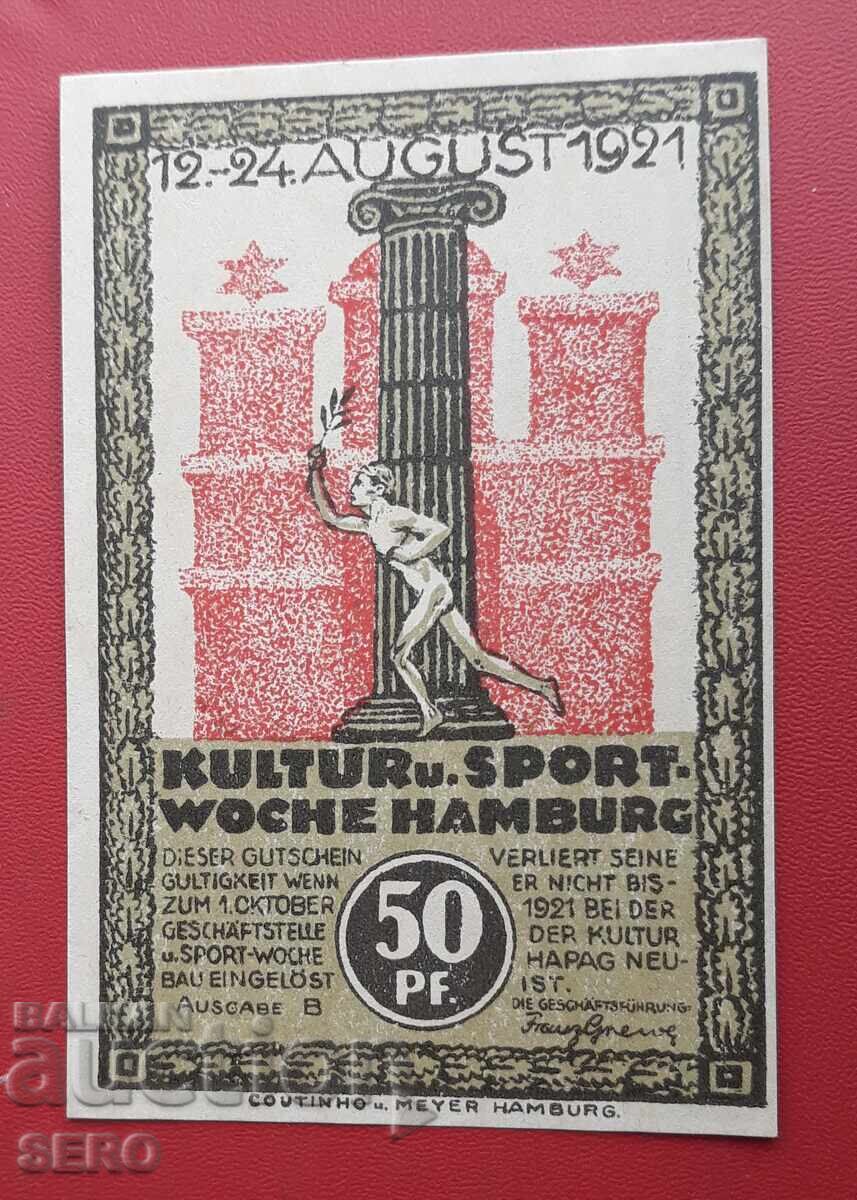 12.-24. AUGUST 1921
KULTUR u. SPORT-
WOCHE HAMBURG
DIESER GUTSCHEIN VERLIERT SEINE
GULTIGKEIT WENN ER NICHT BIS-
ZUM 1. OKTOBER 1921 BEI DER
GESCHÄFTSTELLE DER KULTUR
u. SPORT-WOCHE HAPAG NEU-
BAU EINGELÖST IST.
50
PF.
AUSGABE B
DIE GESCHÄFTSFÜHRUNG:
COUTINHO u. MEYER HAMBURG.
BALKAN
auction
SERO